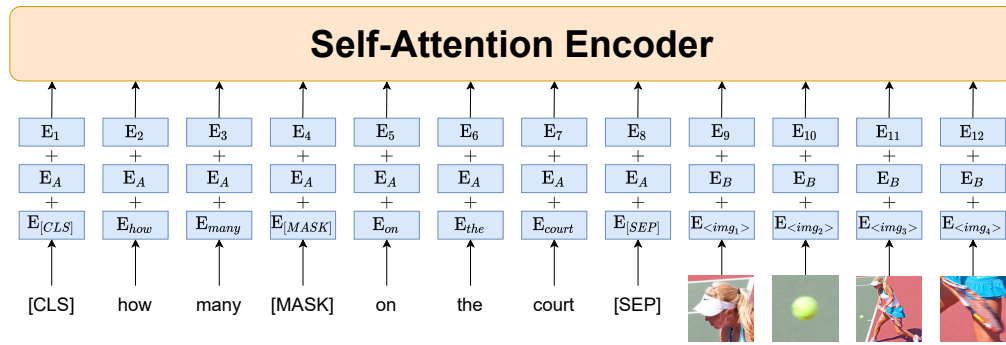 Self-Attention Encoder
E1 E2 E3 E4 E5 E6 E7 E8 E9 E10 E11 E12
+ + + + + + + + + + + +
EA EA EA EA EA EA EA EA EB EB EB EB
+ + + + + + + + + + + +
E[CLS] Ehow Emany E[MASK] Eon Ethe Ecourt E[SEP] E<img1> E<img2> E<img3> E<img4>
[CLS] how many [MASK] on the court [SEP]